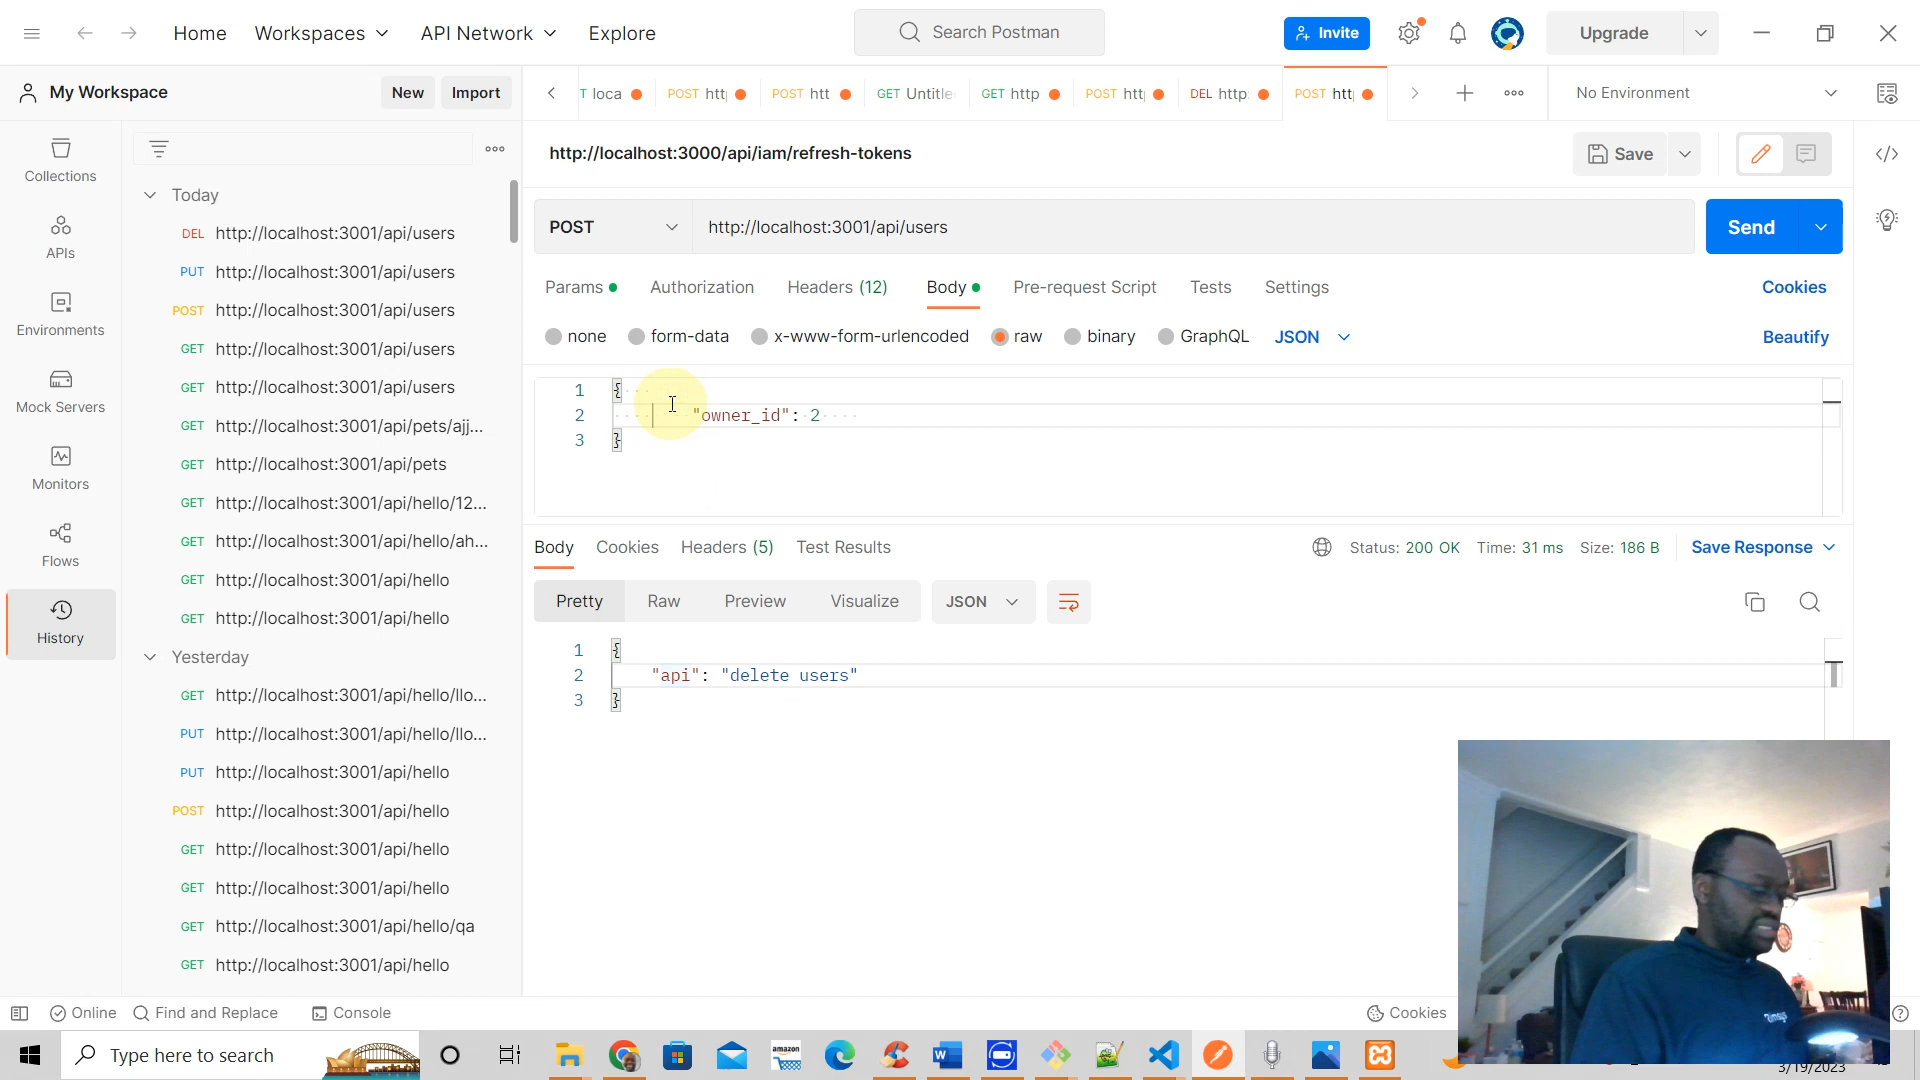 Home
Workspaces
API Network
Explore
Search Postman
Invite
Upgrade
My Workspace
New
Import
T loca
POST htt
POST htt
GET Untitle
GET http
POST htt
DEL http
POST htt
No Environment
Collections
APIs
Environments
Mock Servers
Monitors
Flows
History
Today
DEL http://localhost:3001/api/users
PUT http://localhost:3001/api/users
POST http://localhost:3001/api/users
GET http://localhost:3001/api/users
GET http://localhost:3001/api/users
GET http://localhost:3001/api/pets/ajj...
GET http://localhost:3001/api/pets
GET http://localhost:3001/api/hello/12...
GET http://localhost:3001/api/hello/ah...
GET http://localhost:3001/api/hello
GET http://localhost:3001/api/hello
Yesterday
GET http://localhost:3001/api/hello/llo...
PUT http://localhost:3001/api/hello/llo...
PUT http://localhost:3001/api/hello
POST http://localhost:3001/api/hello
GET http://localhost:3001/api/hello
GET http://localhost:3001/api/hello
GET http://localhost:3001/api/hello/qa
GET http://localhost:3001/api/hello
http://localhost:3000/api/iam/refresh-tokens
Save
POST
http://localhost:3001/api/users
Send
Params
Authorization
Headers (12)
Body
Pre-request Script
Tests
Settings
Cookies
none
form-data
x-www-form-urlencoded
raw
binary
GraphQL
JSON
Beautify
1 {
2 "owner_id": 2
3 }
Body
Cookies
Headers (5)
Test Results
Status: 200 OK
Time: 31 ms
Size: 186 B
Save Response
Pretty
Raw
Preview
Visualize
JSON
1 {
2 "api": "delete users"
3 }
Online
Find and Replace
Console
Cookies
Type here to search
amazon
3/19/2023